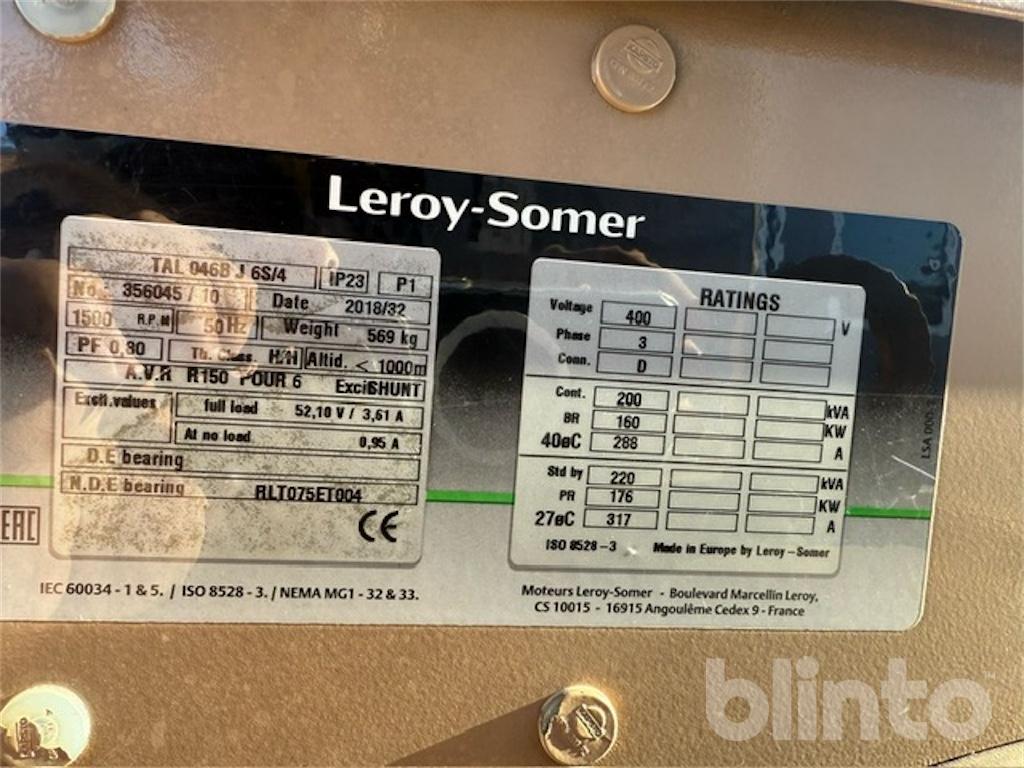 Leroy-Somer
TAL 046B J 6S/4 IP23 P1
No. 356045 / 10 Date 2018/32
1500 R.P.M 50 Hz Weight 569 kg
PF 0,80 Th. Class. H/H Altid. < 1000m
A.V.R R150 POUR 6 Excit SHUNT
Excit.values full load 52,10 V / 3,61 A
At no load 0,95 A
D.E bearing
N.D.E bearing RLT075ET004
CE
EAC
IEC 60034 - 1 & 5. / ISO 8528 - 3. / NEMA MG1 - 32 & 33.
RATINGS
Voltage 400 V
Phase 3
Conn. D
Cont. 200 kVA
BR 160 KW
40øC 288 A
Std by 220 kVA
PR 176 KW
27øC 317 A
ISO 8528 - 3 Made in Europe by Leroy - Somer
Moteurs Leroy-Somer - Boulevard Marcellin Leroy,
CS 10015 - 16915 Angoulême Cedex 9 - France
blinto